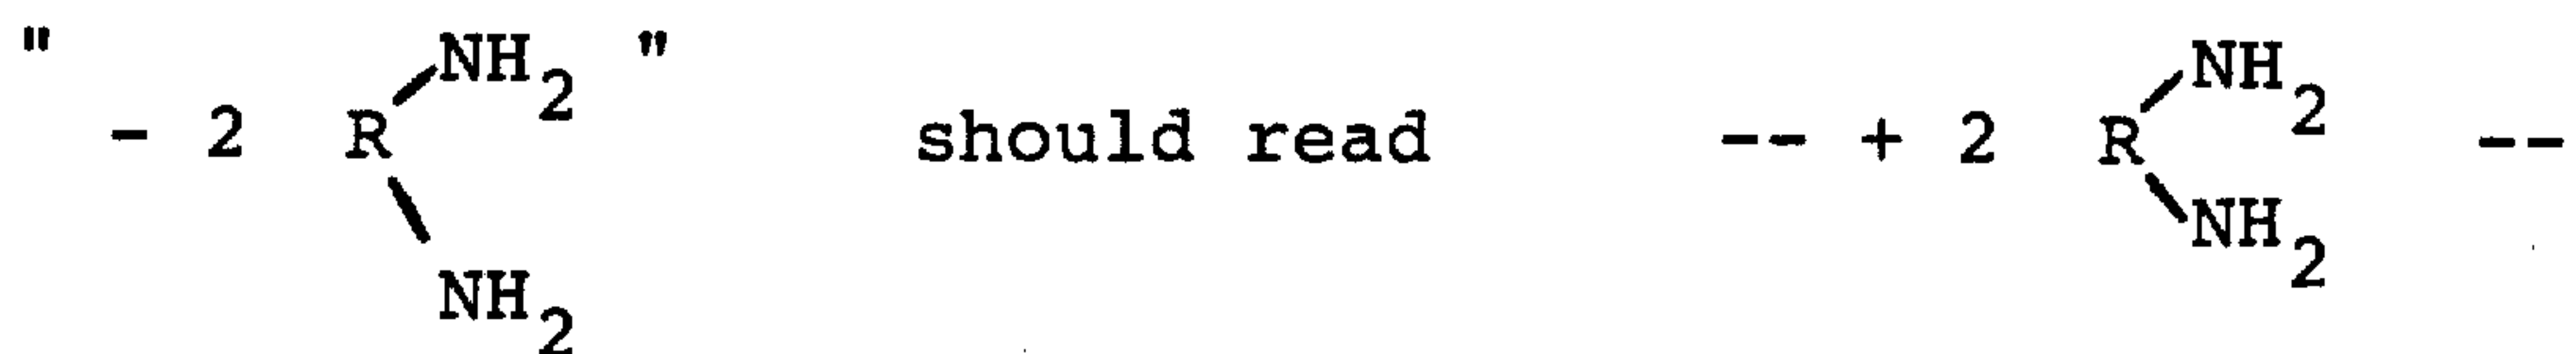 " NH2 " NH2
- 2 R should read -- + 2 R --
NH2 NH2